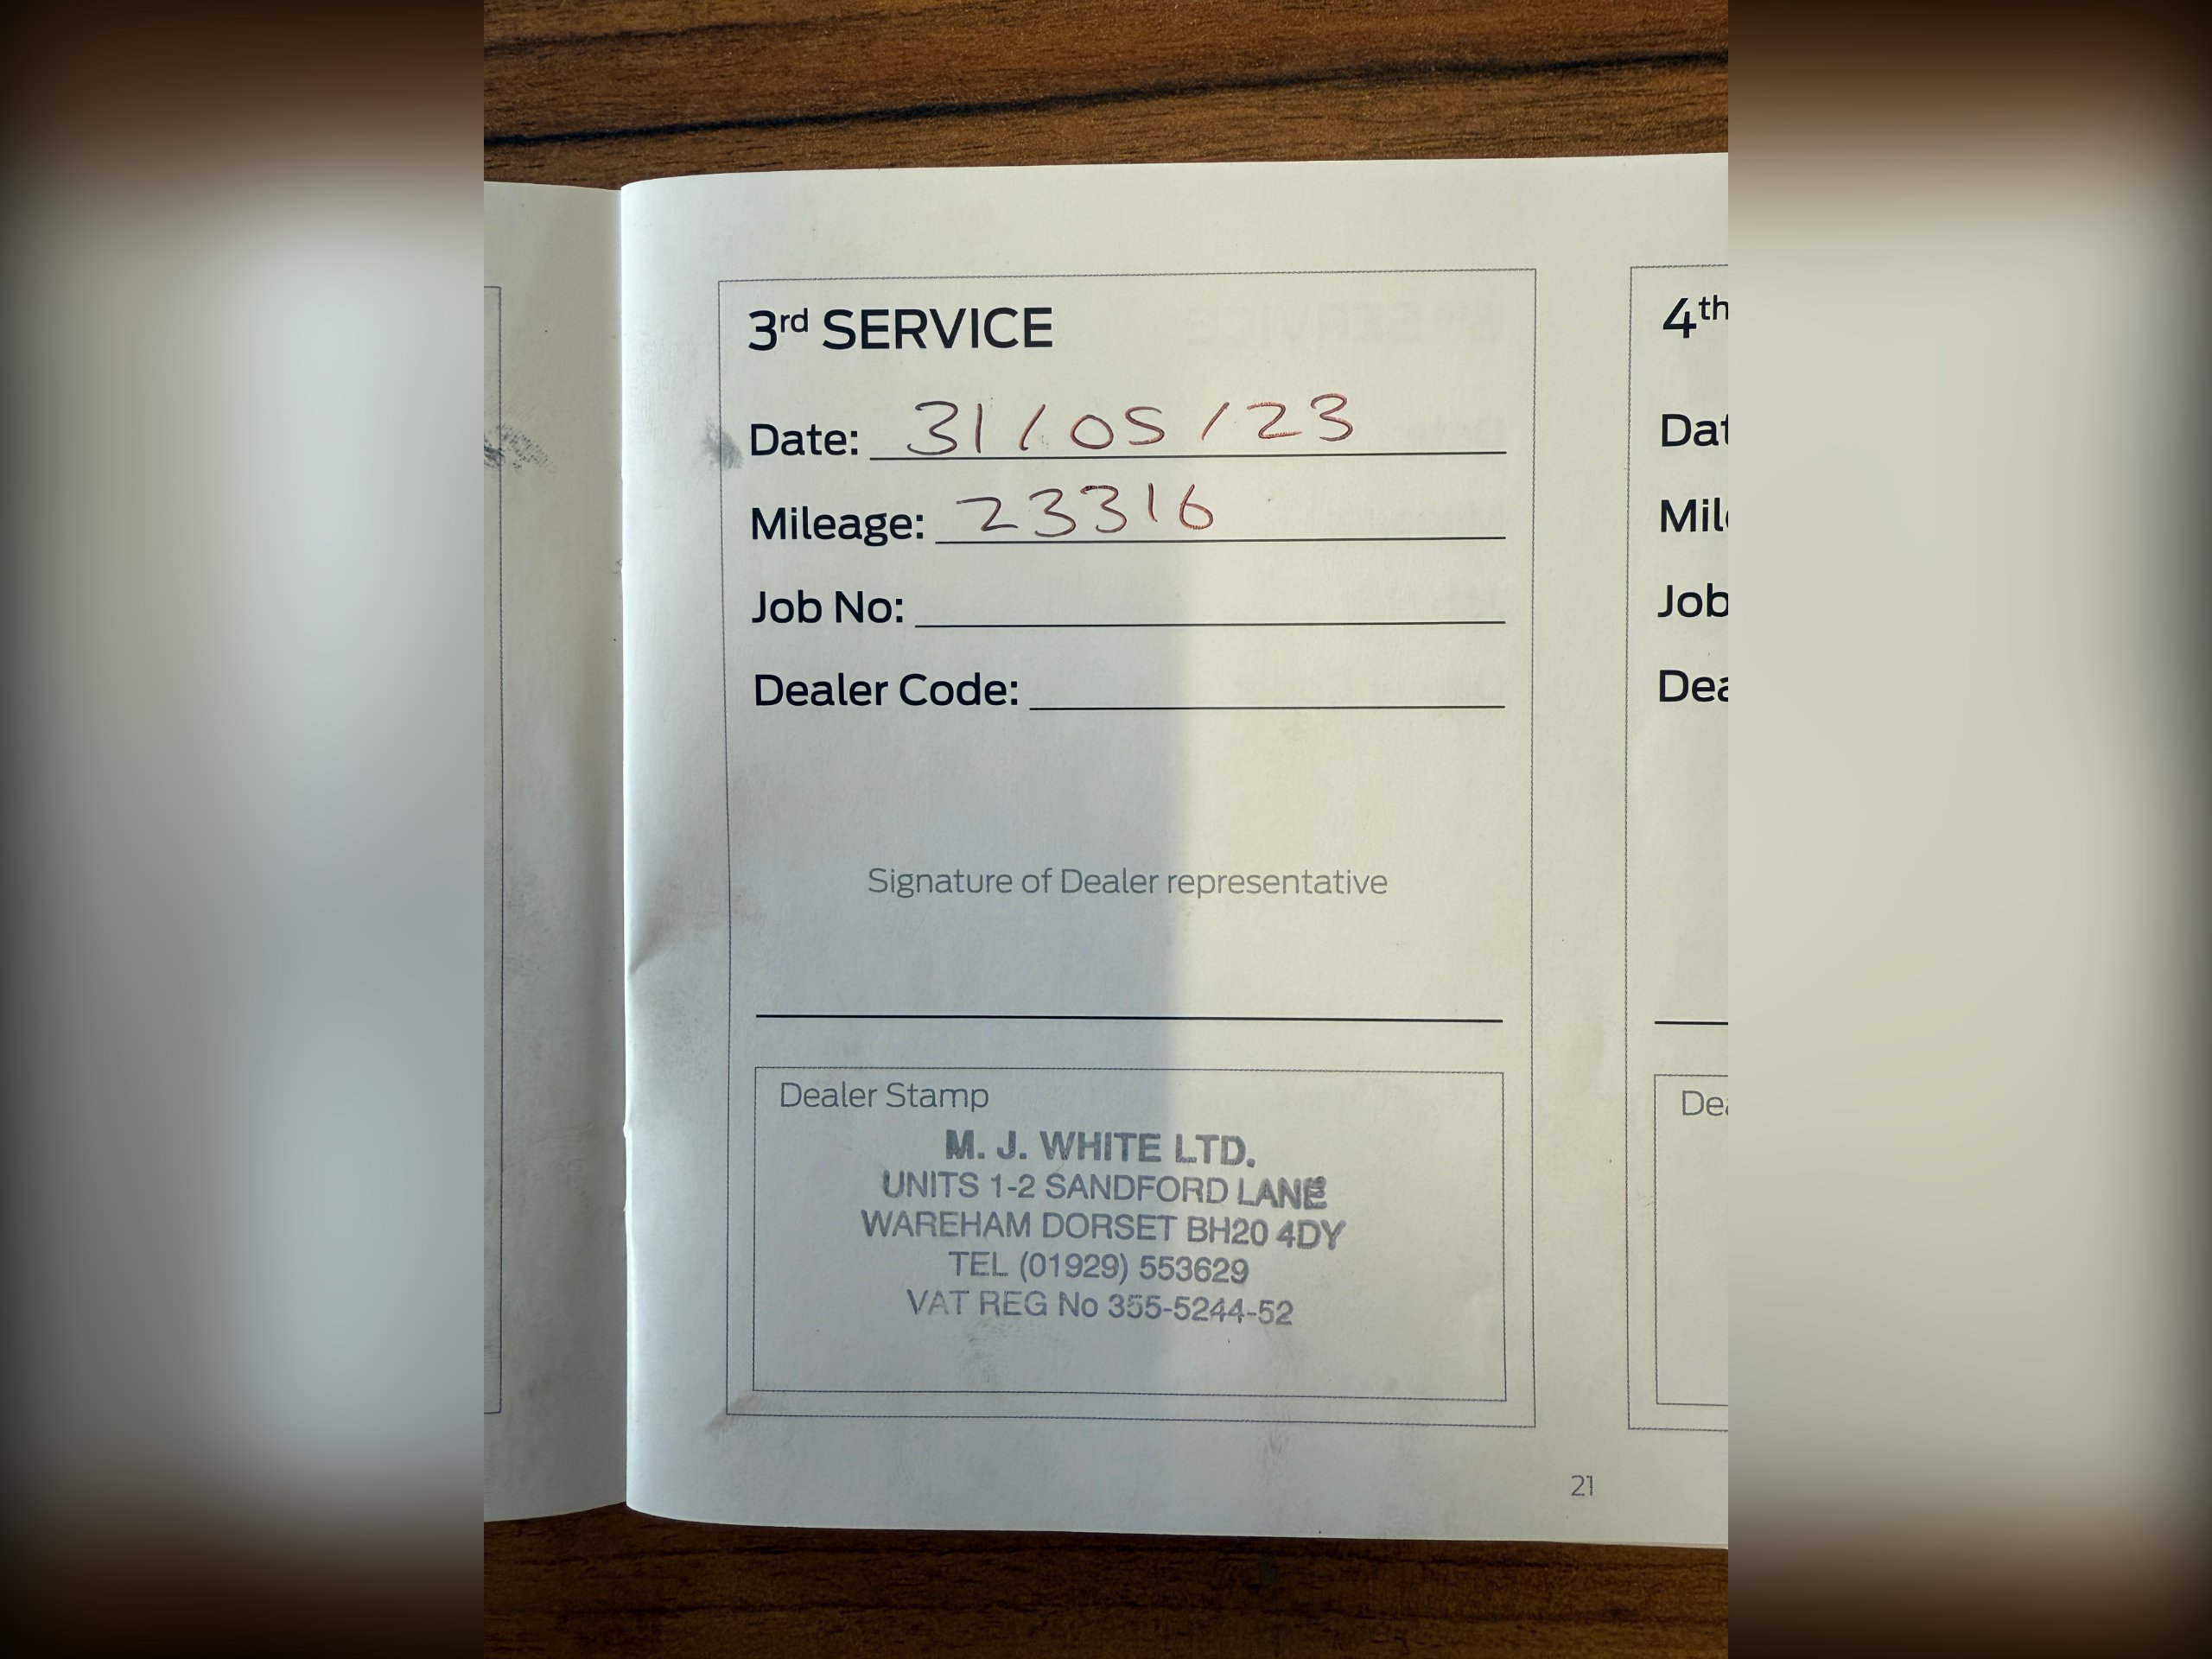 3rd SERVICE
Date: 31/05/23
Mileage: 23316
Job No:
Dealer Code:
Signature of Dealer representative
Dealer Stamp
M. J. WHITE LTD.
UNITS 1-2 SANDFORD LANE
WAREHAM DORSET BH20 4DY
TEL (01929) 553629
VAT REG No 355-5244-52
4th
Job
21